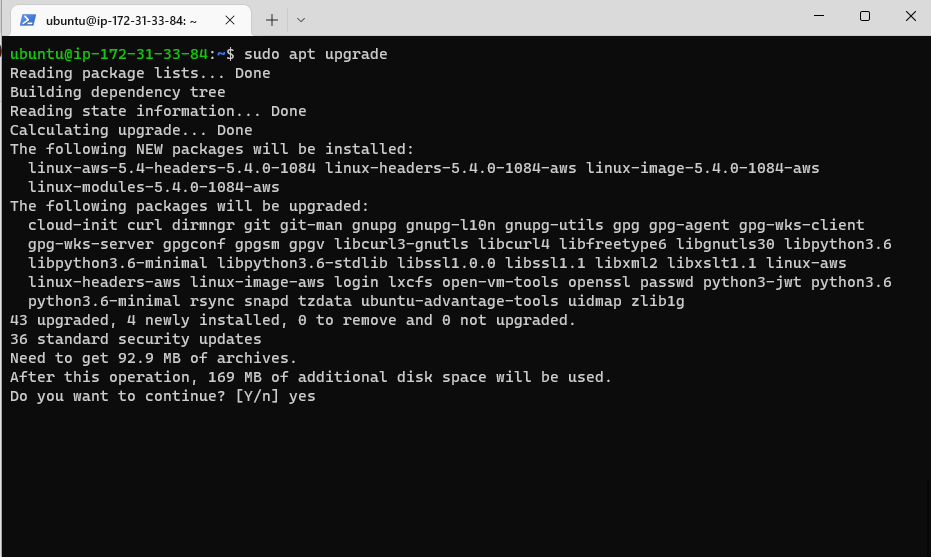 ubuntu@ip-172-31-33-84: ~
ubuntu@ip-172-31-33-84:~$ sudo apt upgrade
Reading package lists... Done
Building dependency tree
Reading state information... Done
Calculating upgrade... Done
The following NEW packages will be installed:
  linux-aws-5.4-headers-5.4.0-1084 linux-headers-5.4.0-1084-aws linux-image-5.4.0-1084-aws
  linux-modules-5.4.0-1084-aws
The following packages will be upgraded:
  cloud-init curl dirmngr git git-man gnupg gnupg-l10n gnupg-utils gpg gpg-agent gpg-wks-client
  gpg-wks-server gpgconf gpgsm gpgv libcurl3-gnutls libcurl4 libfreetype6 libgnutls30 libpython3.6
  libpython3.6-minimal libpython3.6-stdlib libssl1.0.0 libssl1.1 libxml2 libxslt1.1 linux-aws
  linux-headers-aws linux-image-aws login lxcfs open-vm-tools openssl passwd python3-jwt python3.6
  python3.6-minimal rsync snapd tzdata ubuntu-advantage-tools uidmap zlib1g
43 upgraded, 4 newly installed, 0 to remove and 0 not upgraded.
36 standard security updates
Need to get 92.9 MB of archives.
After this operation, 169 MB of additional disk space will be used.
Do you want to continue? [Y/n] yes